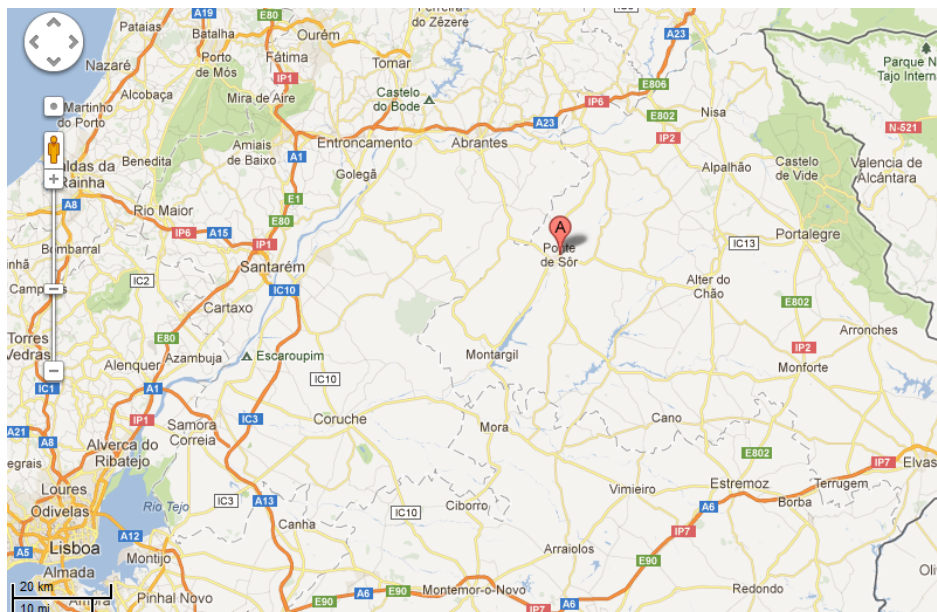 Pataias
A19
E80
A1
Ferreira
do Zêzere
A23
Batalha
Ourém
Nazaré
Porto
de Mós
Fátima
Tomar
Parque N
Tajo Intern
IP1
E806
Alcobaça
Mira de Aire
Castelo
do Bode
IP6
Nisa
Martinho
do Porto
E802
A23
N-521
Amiais
de Baixo
A1
Entroncamento
Abrantes
IP2
Benedita
Golegã
Alpalhão
Castelo
de Vide
Valencia de
Alcántara
aldas da
Rainha
E1
A8
Rio Maior
E80
A
IP6
A15
IP1
Ponte
de Sôr
IC13
Portalegre
Bombarral
Santarém
IC2
IC10
Alter do
Chão
Cartaxo
E802
Torres
Vedras
E80
Arronches
Azambuja
Escaroupim
Montargil
IP2
Alenquer
Monforte
IC1
A1
IC10
IP1
IC3
Coruche
Cano
Samora
Correia
Mora
A21
A8
Alverca do
Ribatejo
E802
IP7
Elvas
Loures
Vimieiro
Estremoz
Terrugem
Odivelas
Rio Tejo
IC3
A13
Ciborro
Borba
IC10
A6
Canha
IP7
A12
Lisboa
A5
Montijo
Arraiolos
E90
Almada
20 km
Redondo
Montemor-o-Novo
A6
Pinhal Novo
E90
10 mi
IP7
A6